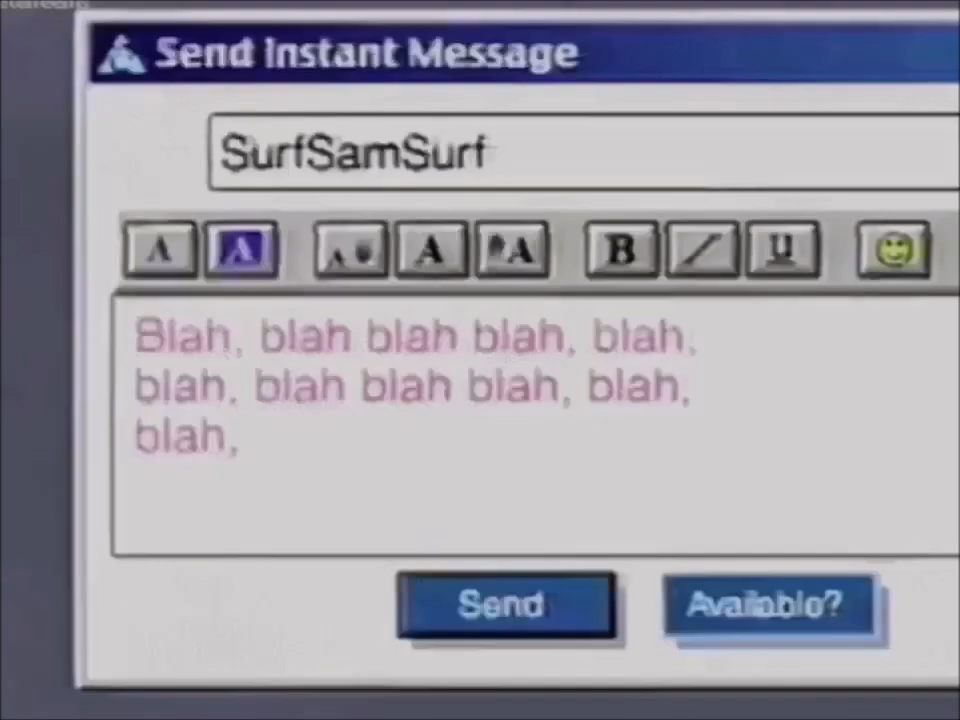 Send Instant Message
SurfSamSurf
A A A A A B / U
Blah, blah blah blah, blah,
blah, blah blah blah, blah,
blah,
Send Available?